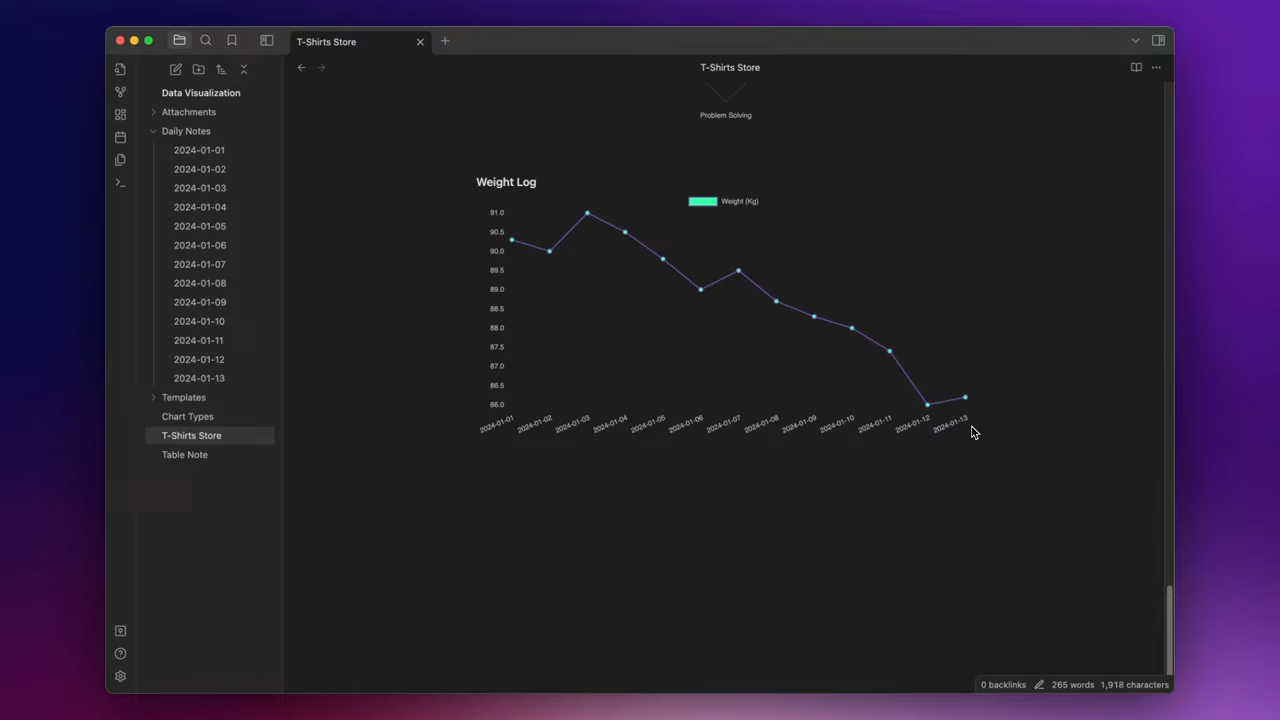 T-Shirts Store
T-Shirts Store
Data Visualization
Attachments
Daily Notes
2024-01-01
2024-01-02
2024-01-03
2024-01-04
2024-01-05
2024-01-06
2024-01-07
2024-01-08
2024-01-09
2024-01-10
2024-01-11
2024-01-12
2024-01-13
Templates
Chart Types
T-Shirts Store
Table Note
Problem Solving
Weight Log
Weight (Kg)
91.0
90.5
90.0
89.5
89.0
88.5
88.0
87.5
87.0
86.5
86.0
2024-01-01 2024-01-02 2024-01-03 2024-01-04 2024-01-05 2024-01-06 2024-01-07 2024-01-08 2024-01-09 2024-01-10 2024-01-11 2024-01-12 2024-01-13
0 backlinks 265 words 1,918 characters